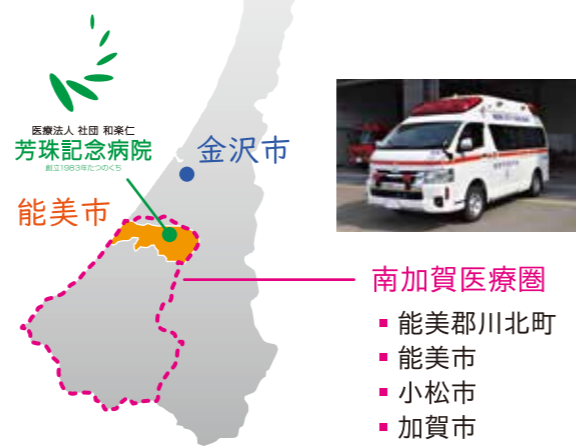 医療法人 社団 和楽仁
芳珠記念病院
創立1983年たつのくち
金沢市
能美市
南加賀医療圏
▪ 能美郡川北町
▪ 能美市
▪ 小松市
▪ 加賀市